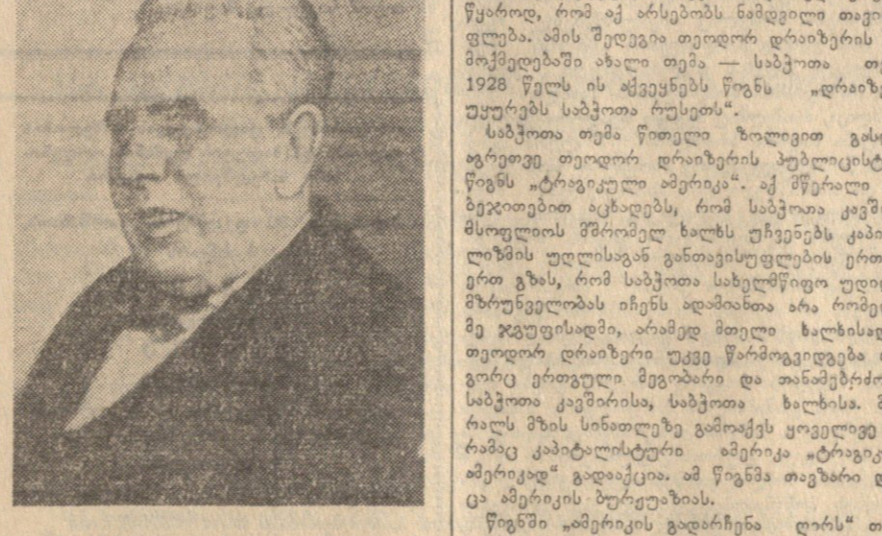 წყაროდ, რომ აქ არსებობს ნამდვილი თავი
ფლება. ამის შედეგია თეოდორ დრაიზერის
მოქმედებაში ახალი თემა — საბჭოთა თე
1928 წელს ის აქვეყნებს წიგნს „დრაიზე
უყურებს საბჭოთა რუსეთს“.
საბჭოთა თემა წითელი ზოლივით გას
აგრეთვე თეოდორ დრაიზერის პუბლიცისტ
წიგნს „ტრაგიკული ამერიკა“. აქ მწერალი
ბეჯითებით აცხადებს, რომ საბჭოთა კავში
მსოფლიოს მშრომელ ხალხს უჩვენებს კაპი
ლიზმის უღლისაგან განთავისუფლების ერთ
ერთ გზას, რომ საბჭოთა სახელმწიფო უდიდ
მზრუნველობას იჩენს ადამიანთა არა რომე
მე ჯგუფისადმი, არამედ მთელი ხალხისად
თეოდორ დრაიზერი უკვე წარმოგვიდგება
გორც ერთგული მეგობარი და თანამებრძო
საბჭოთა კავშირისა, საბჭოთა ხალხისა. მ
რალს მზის სინათლეზე გამოაქვს ყოველივე
რამაც კაპიტალისტური ამერიკა „ტრაგიკ
ამერიკად“ გადააქცია. ამ წიგნმა თავზარი დ
ცა ამერიკის ბურჟუაზიას.
წიგნში „ამერიკის გადარჩენა ღირს“ თ